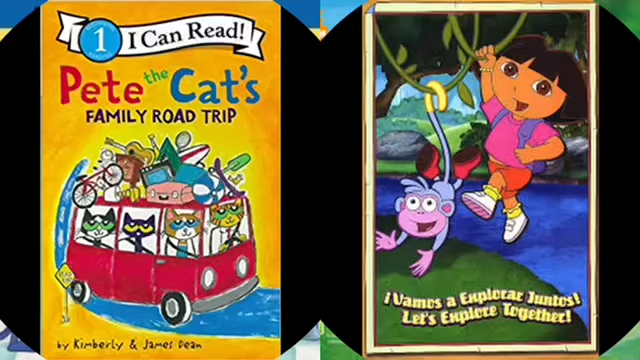 1
I Can Read!
Pete the Cat's
FAMILY ROAD TRIP
by Kimberly & James Dean
¡Vamos a Explorar Juntos!
Let's Explore Together!